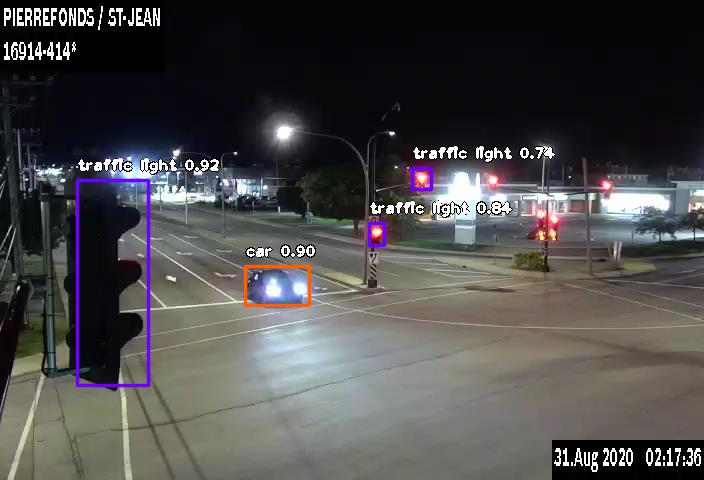 PIERREFONDS / ST-JEAN
16914-414*
traffic light 0.74
traffic light 0.92
traffic light 0.84
car 0.90
31.Aug 2020 02:17:36